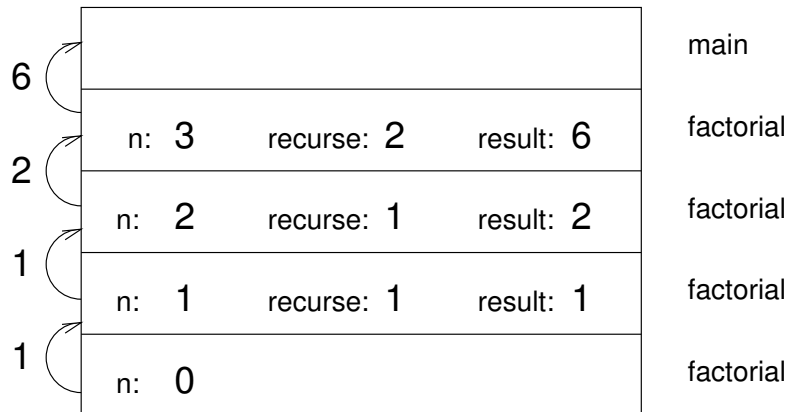 main
6
n: 3 recurse: 2 result: 6 factorial
2
n: 2 recurse: 1 result: 2 factorial
1
n: 1 recurse: 1 result: 1 factorial
1
n: 0 factorial